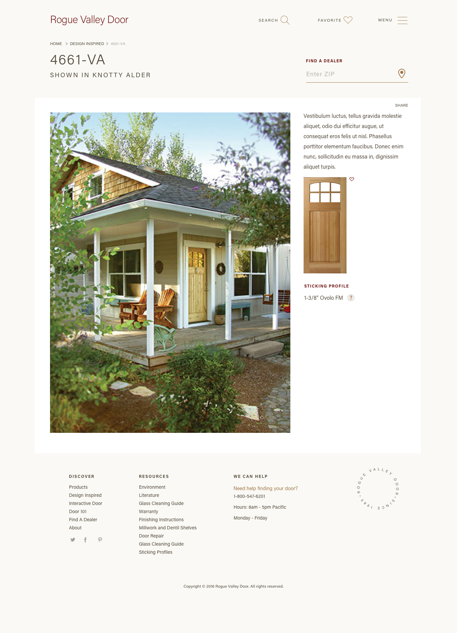 Rogue Valley Door
SEARCH
FAVORITE
MENU
HOME > DESIGN INSPIRED > 4661-VA
4661-VA
SHOWN IN KNOTTY ALDER
FIND A DEALER
Enter ZIP
SHARE
Vestibulum luctus, tellus gravida molestie
aliquet, odio dui efficitur augue, ut
consequat eros felis ut nisl. Phasellus
porttitor elementum faucibus. Donec enim
nunc, sollicitudin eu massa in, dignissim
aliquet turpis.
STICKING PROFILE
1-3/8" Ovolo FM ?
DISCOVER
Products
Design Inspired
Interactive Door
Door 101
Find A Dealer
About
RESOURCES
Environment
Literature
Glass Cleaning Guide
Warranty
Finishing Instructions
Millwork and Dentil Shelves
Door Repair
Glass Cleaning Guide
Sticking Profiles
WE CAN HELP
Need help finding your door?
1-800-547-6201
Hours: 8am - 5pm Pacific
Monday - Friday
ROGUE VALLEY DOOR
SINCE 1981
Copyright © 2019 Rogue Valley Door. All rights reserved.